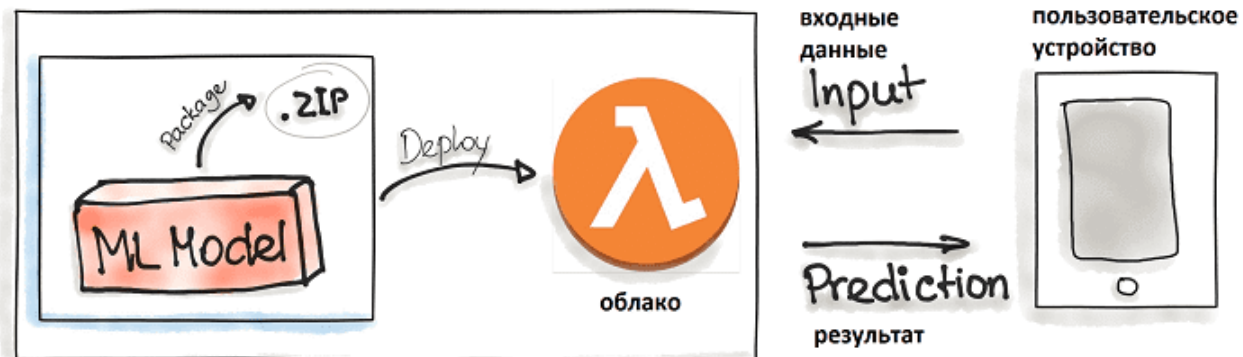 Package
.ZIP
ML Model
Deploy
λ
облако
входные
данные
Input
Prediction
результат
пользовательское
устройство